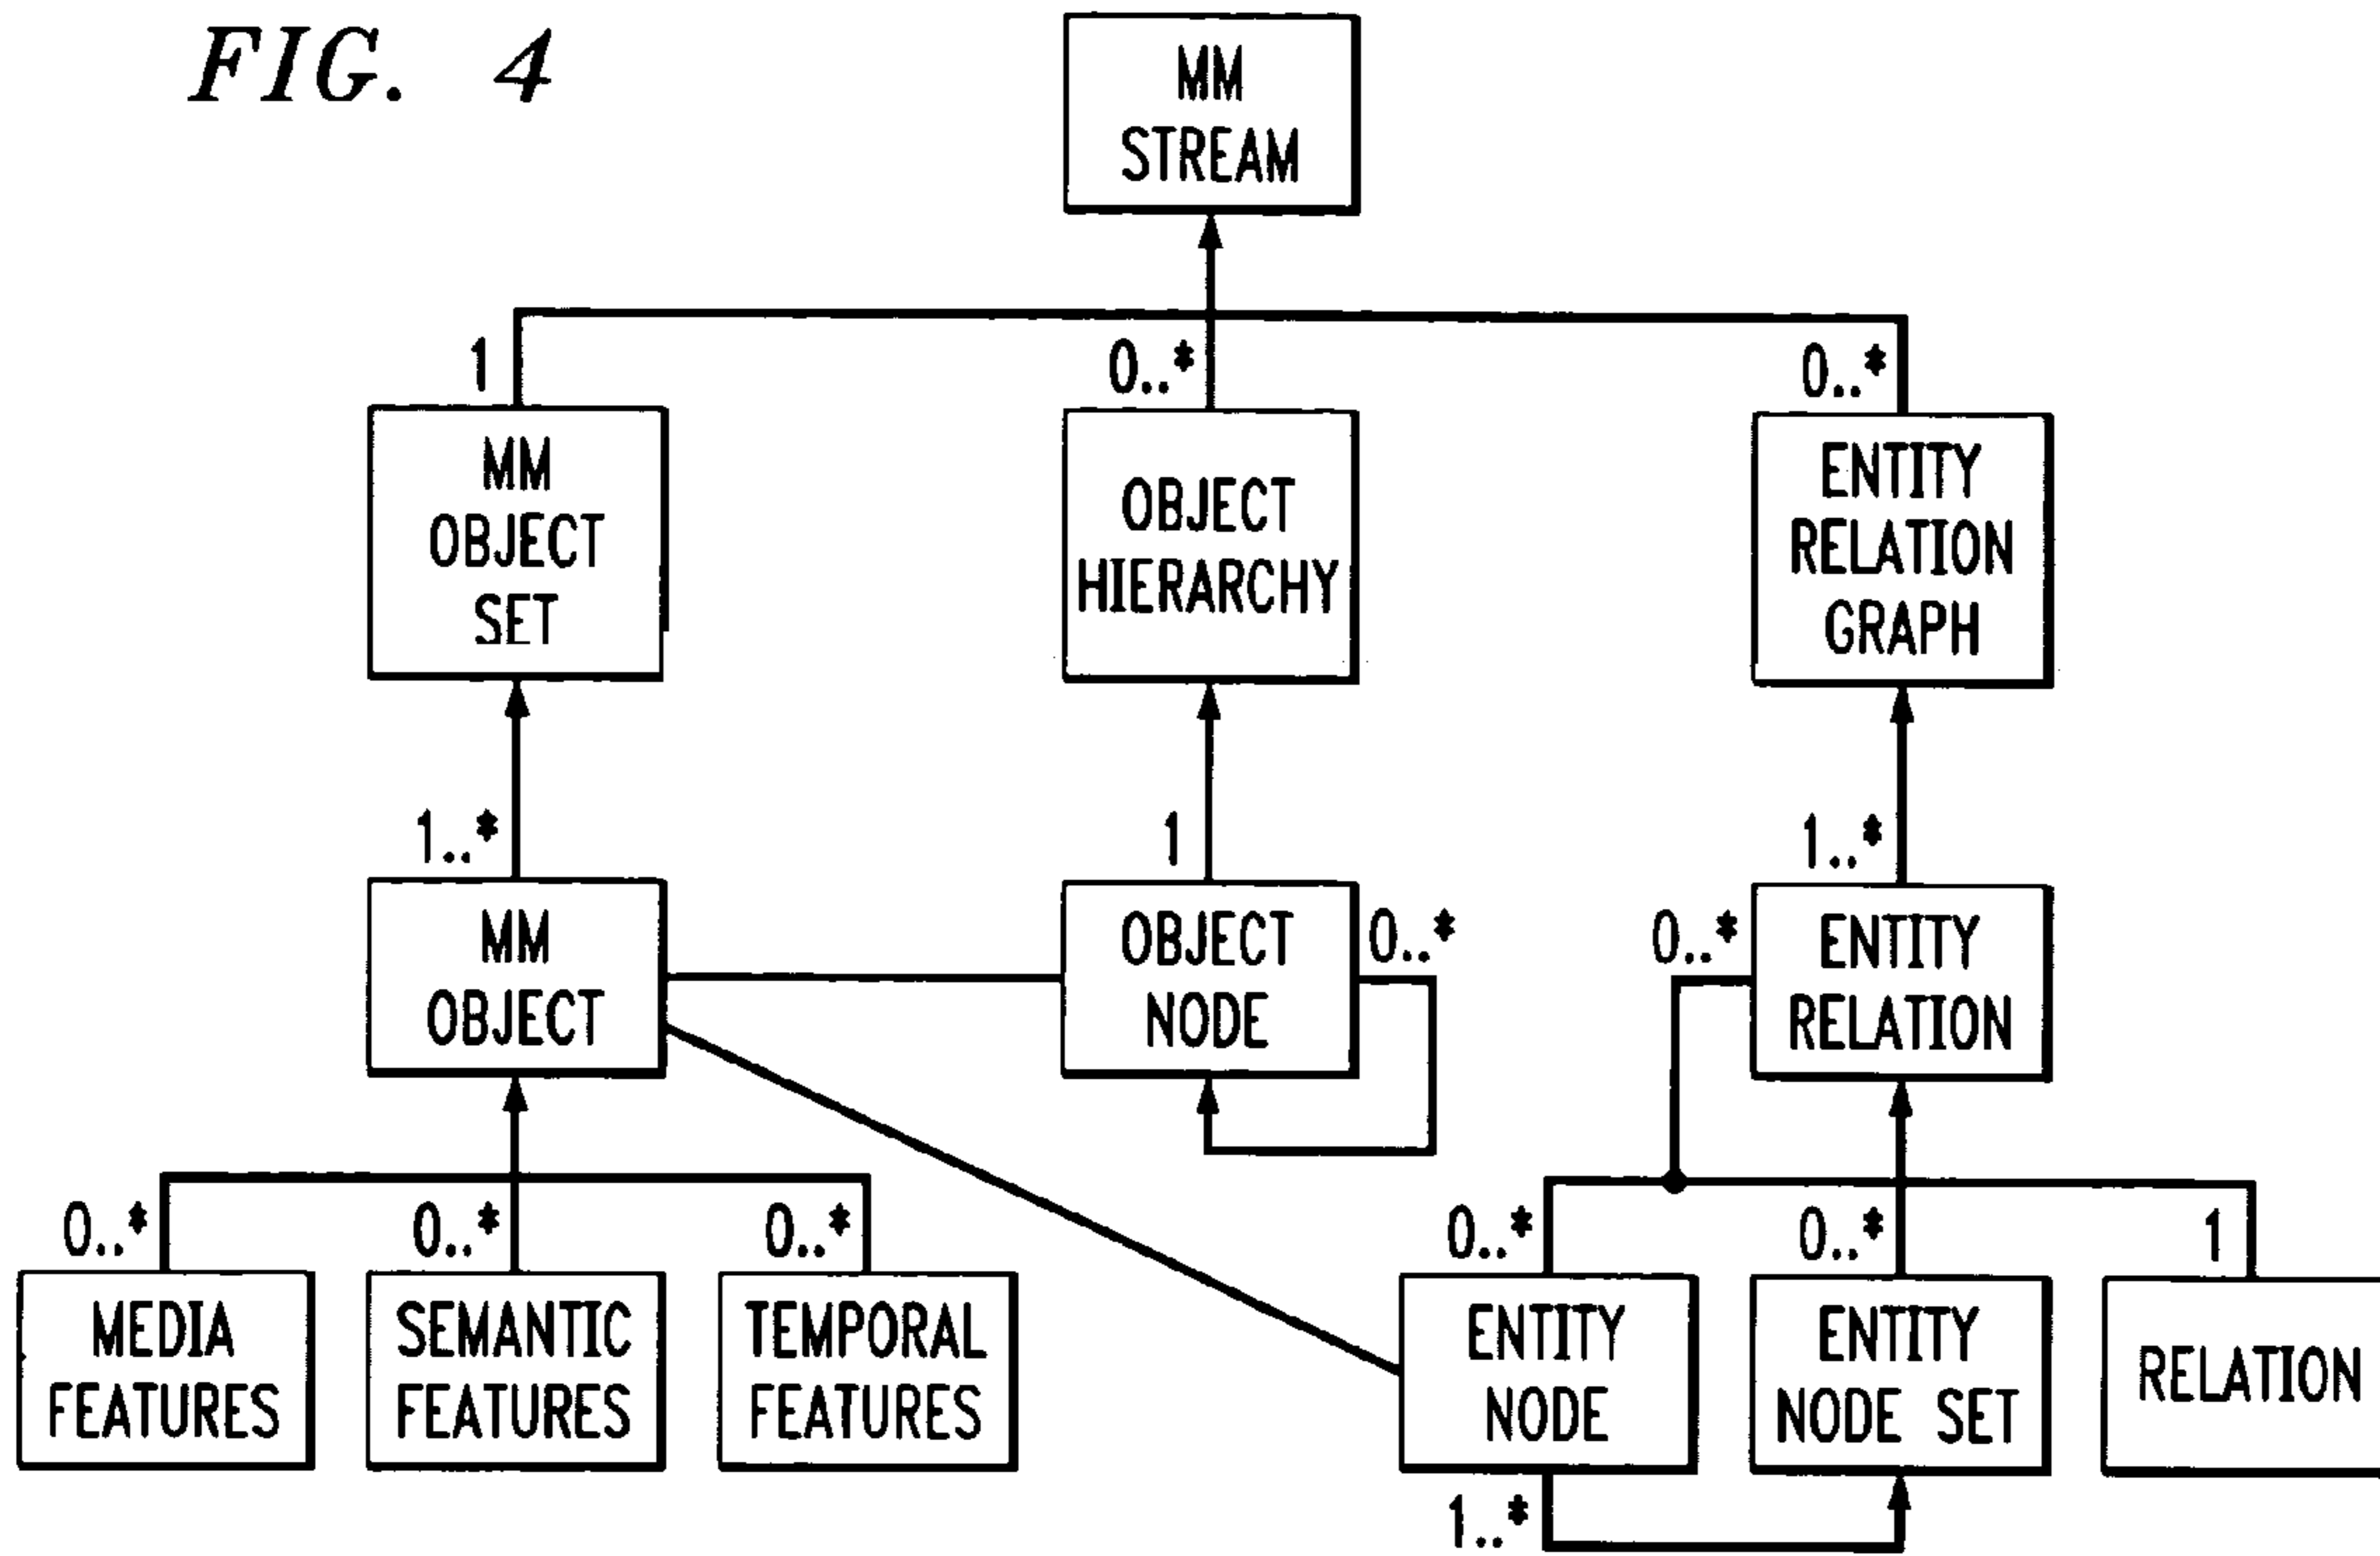 FIG. 4
MM
STREAM
1
0..*
0..*
MM
OBJECT
SET
OBJECT
HIERARCHY
ENTITY
RELATION
GRAPH
1..*
1
1..*
MM
OBJECT
OBJECT
NODE
0..*
0..*
ENTITY
RELATION
0..*
0..*
0..*
0..*
0..*
1
MEDIA
FEATURES
SEMANTIC
FEATURES
TEMPORAL
FEATURES
ENTITY
NODE
ENTITY
NODE SET
RELATION
1..*